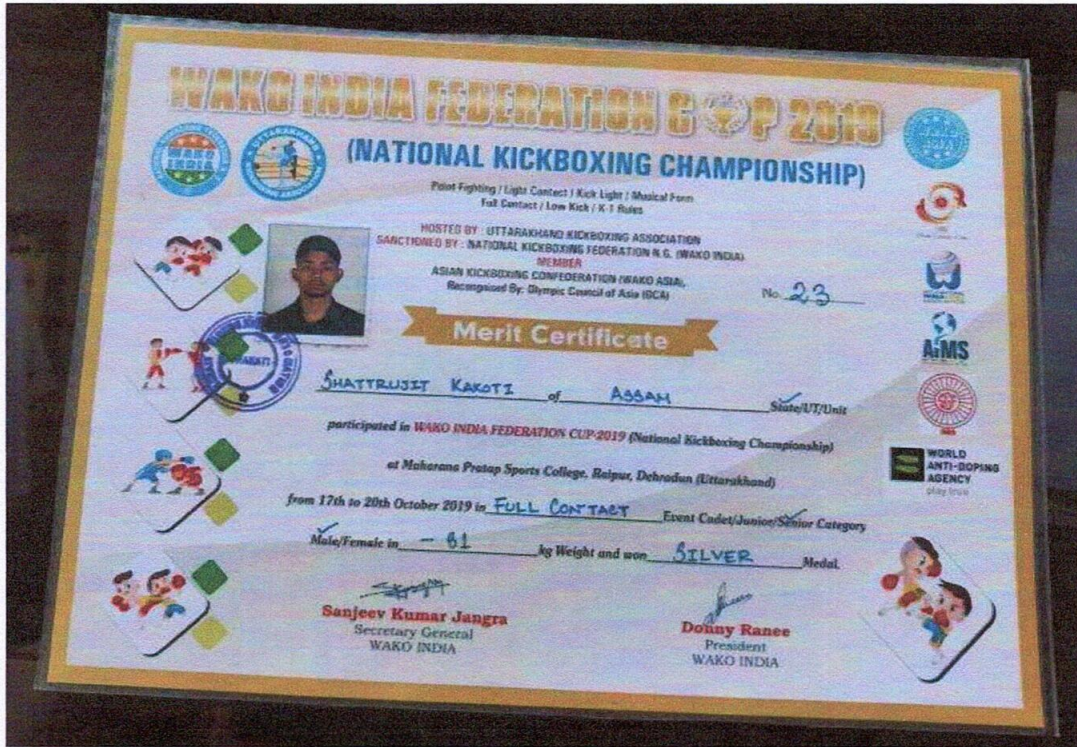 WAKO INDIA FEDERATION CUP 2019
(NATIONAL KICKBOXING CHAMPIONSHIP)
Point Fighting / Light Contact / Kick Light / Musical Form
Full Contact / Low Kick / K-1 Rules
HOSTED BY : UTTARAKHAND KICKBOXING ASSOCIATION
SANCTIONED BY : NATIONAL KICKBOXING FEDERATION N.G. (WAKO INDIA)
MEMBER
ASIAN KICKBOXING CONFEDERATION (WAKO ASIA),
Recognised By: Olympic Council of Asia (OCA)
No. 23
Merit Certificate
SHATTRUJIT KAKOTI of ASSAM State/UT/Unit
participated in WAKO INDIA FEDERATION CUP-2019 (National Kickboxing Championship)
at Maharana Pratap Sports College, Raipur, Dehradun (Uttarakhand)
from 17th to 20th October 2019 in FULL CONTACT Event Cadet/Junior/Senior Category
Male/Female in - 81 kg Weight and won SILVER Medal.
Sanjeev Kumar Jangra
Secretary General
WAKO INDIA
Donny Ranee
President
WAKO INDIA
WAKO INDIA
UTTARAKHAND
AIMS
WORLD
ANTI-DOPING
AGENCY
play true